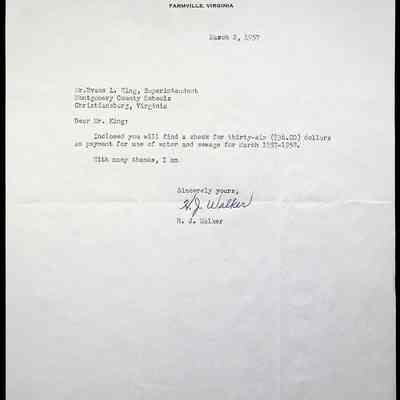 FARMVILLE, VIRGINIA
March 2, 1957
Mr. Evans L. King, Superintendent
Montgomery County Schools
Christiansburg, Virginia
Dear Mr. King:
Inclosed you will find a check for thirty-six ($36.00) dollars
as payment for use of water and sewage for March 1957-1958.
With many thanks, I am
Sincerely yours,
H. J. Walker
H. J. Walker